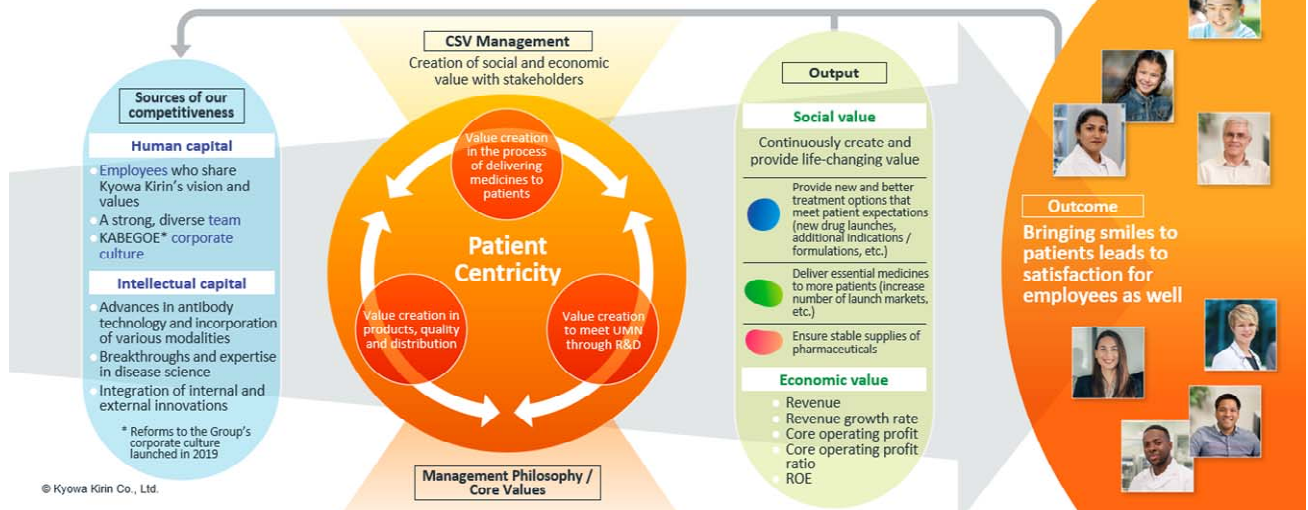 Sources of our
competitiveness
Human capital
Employees who share
Kyowa Kirin's vision and
values
A strong, diverse team
KABEGOE* corporate
culture
Intellectual capital
Advances in antibody
technology and incorporation
of various modalities
Breakthroughs and expertise
in disease science
Integration of internal and
external innovations
* Reforms to the Group's
corporate culture
launched in 2019
© Kyowa Kirin Co., Ltd.
CSV Management
Creation of social and economic
value with stakeholders
Value creation
in the process
of delivering
medicines to
patients
Patient
Centricity
Value creation in
products, quality
and distribution
Value creation
to meet UMN
through R&D
Management Philosophy /
Core Values
Output
Social value
Continuously create and
provide life-changing value
Provide new and better
treatment options that
meet patient expectations
(new drug launches,
additional indications /
formulations, etc.)
Deliver essential medicines
to more patients (increase
number of launch markets,
etc.)
Ensure stable supplies of
pharmaceuticals
Economic value
Revenue
Revenue growth rate
Core operating profit
Core operating profit
ratio
ROE
Outcome
Bringing smiles to
patients leads to
satisfaction for
employees as well